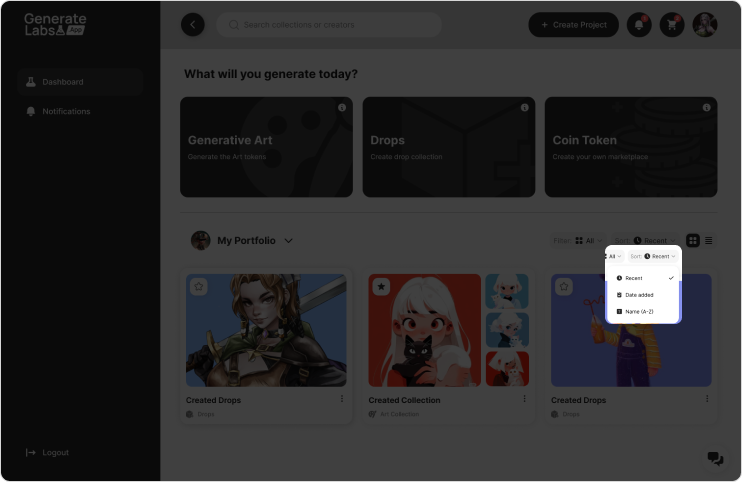 Generate
Labs App
Search collections or creators
+ Create Project
Dashboard
Notifications
What will you generate today?
Generative Art
Generate the Art tokens
Drops
Create drop collection
Coin Token
Create your own marketplace
My Portfolio
Filter: All
Sort: Recent
All
Sort: Recent
Recent
Date added
Name (A-Z)
Created Drops
Drops
Created Collection
Art Collection
Created Drops
Drops
Logout